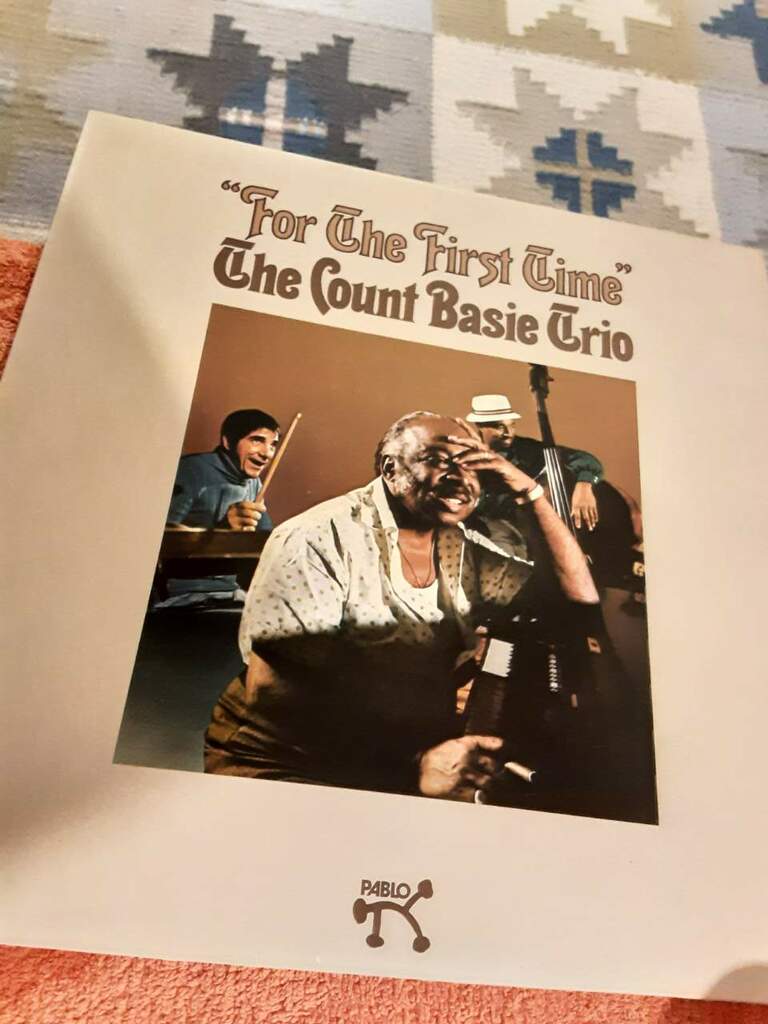 “For The First Time”
The Count Basie Trio
PABLO